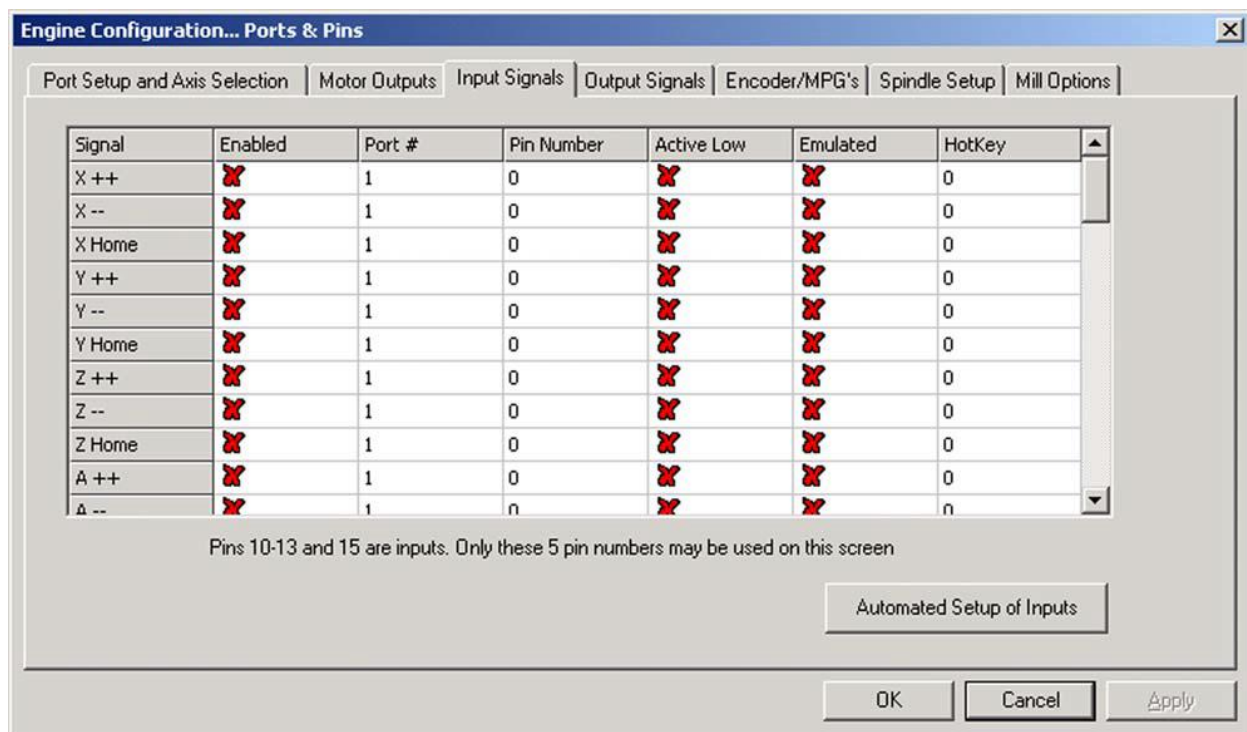 Engine Configuration... Ports & Pins
Port Setup and Axis Selection Motor Outputs Input Signals Output Signals Encoder/MPG's Spindle Setup Mill Options
Signal Enabled Port # Pin Number Active Low Emulated HotKey
X ++ 1 0 0
X -- 1 0 0
X Home 1 0 0
Y ++ 1 0 0
Y -- 1 0 0
Y Home 1 0 0
Z ++ 1 0 0
Z -- 1 0 0
Z Home 1 0 0
A ++ 1 0 0
A -- 1 0 0
Pins 10-13 and 15 are inputs. Only these 5 pin numbers may be used on this screen
Automated Setup of Inputs
OK Cancel Apply